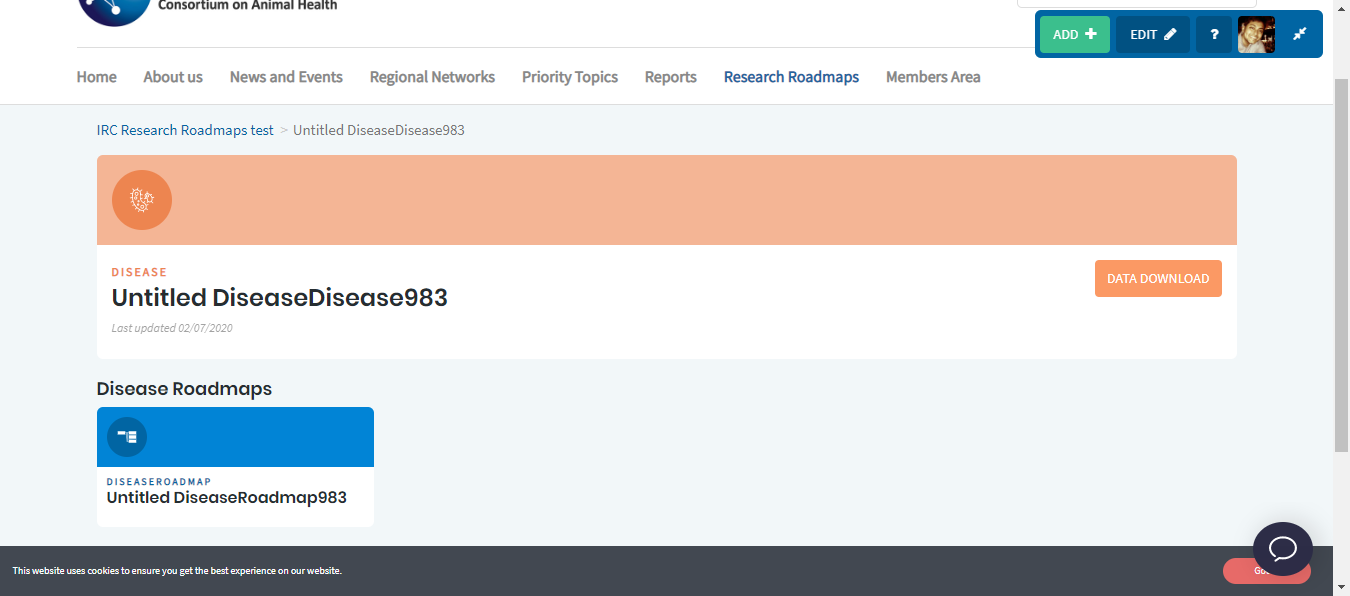 Consortium on Animal Health
ADD
EDIT
?
Home About us News and Events Regional Networks Priority Topics Reports Research Roadmaps Members Area
IRC Research Roadmaps test > Untitled DiseaseDisease983
DISEASE
DATA DOWNLOAD
Untitled DiseaseDisease983
Last updated 02/07/2020
Disease Roadmaps
DISEASEROADMAP
Untitled DiseaseRoadmap983
This website uses cookies to ensure you get the best experience on our website.